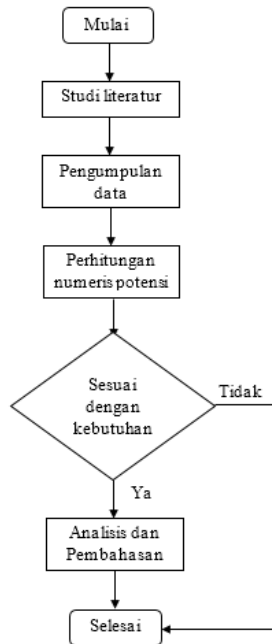 Mulai
Studi literatur
Pengumpulan
data
Perhitungan
numeris potensi
Sesuai
dengan
kebutuhan
Tidak
Ya
Analisis dan
Pembahasan
Selesai